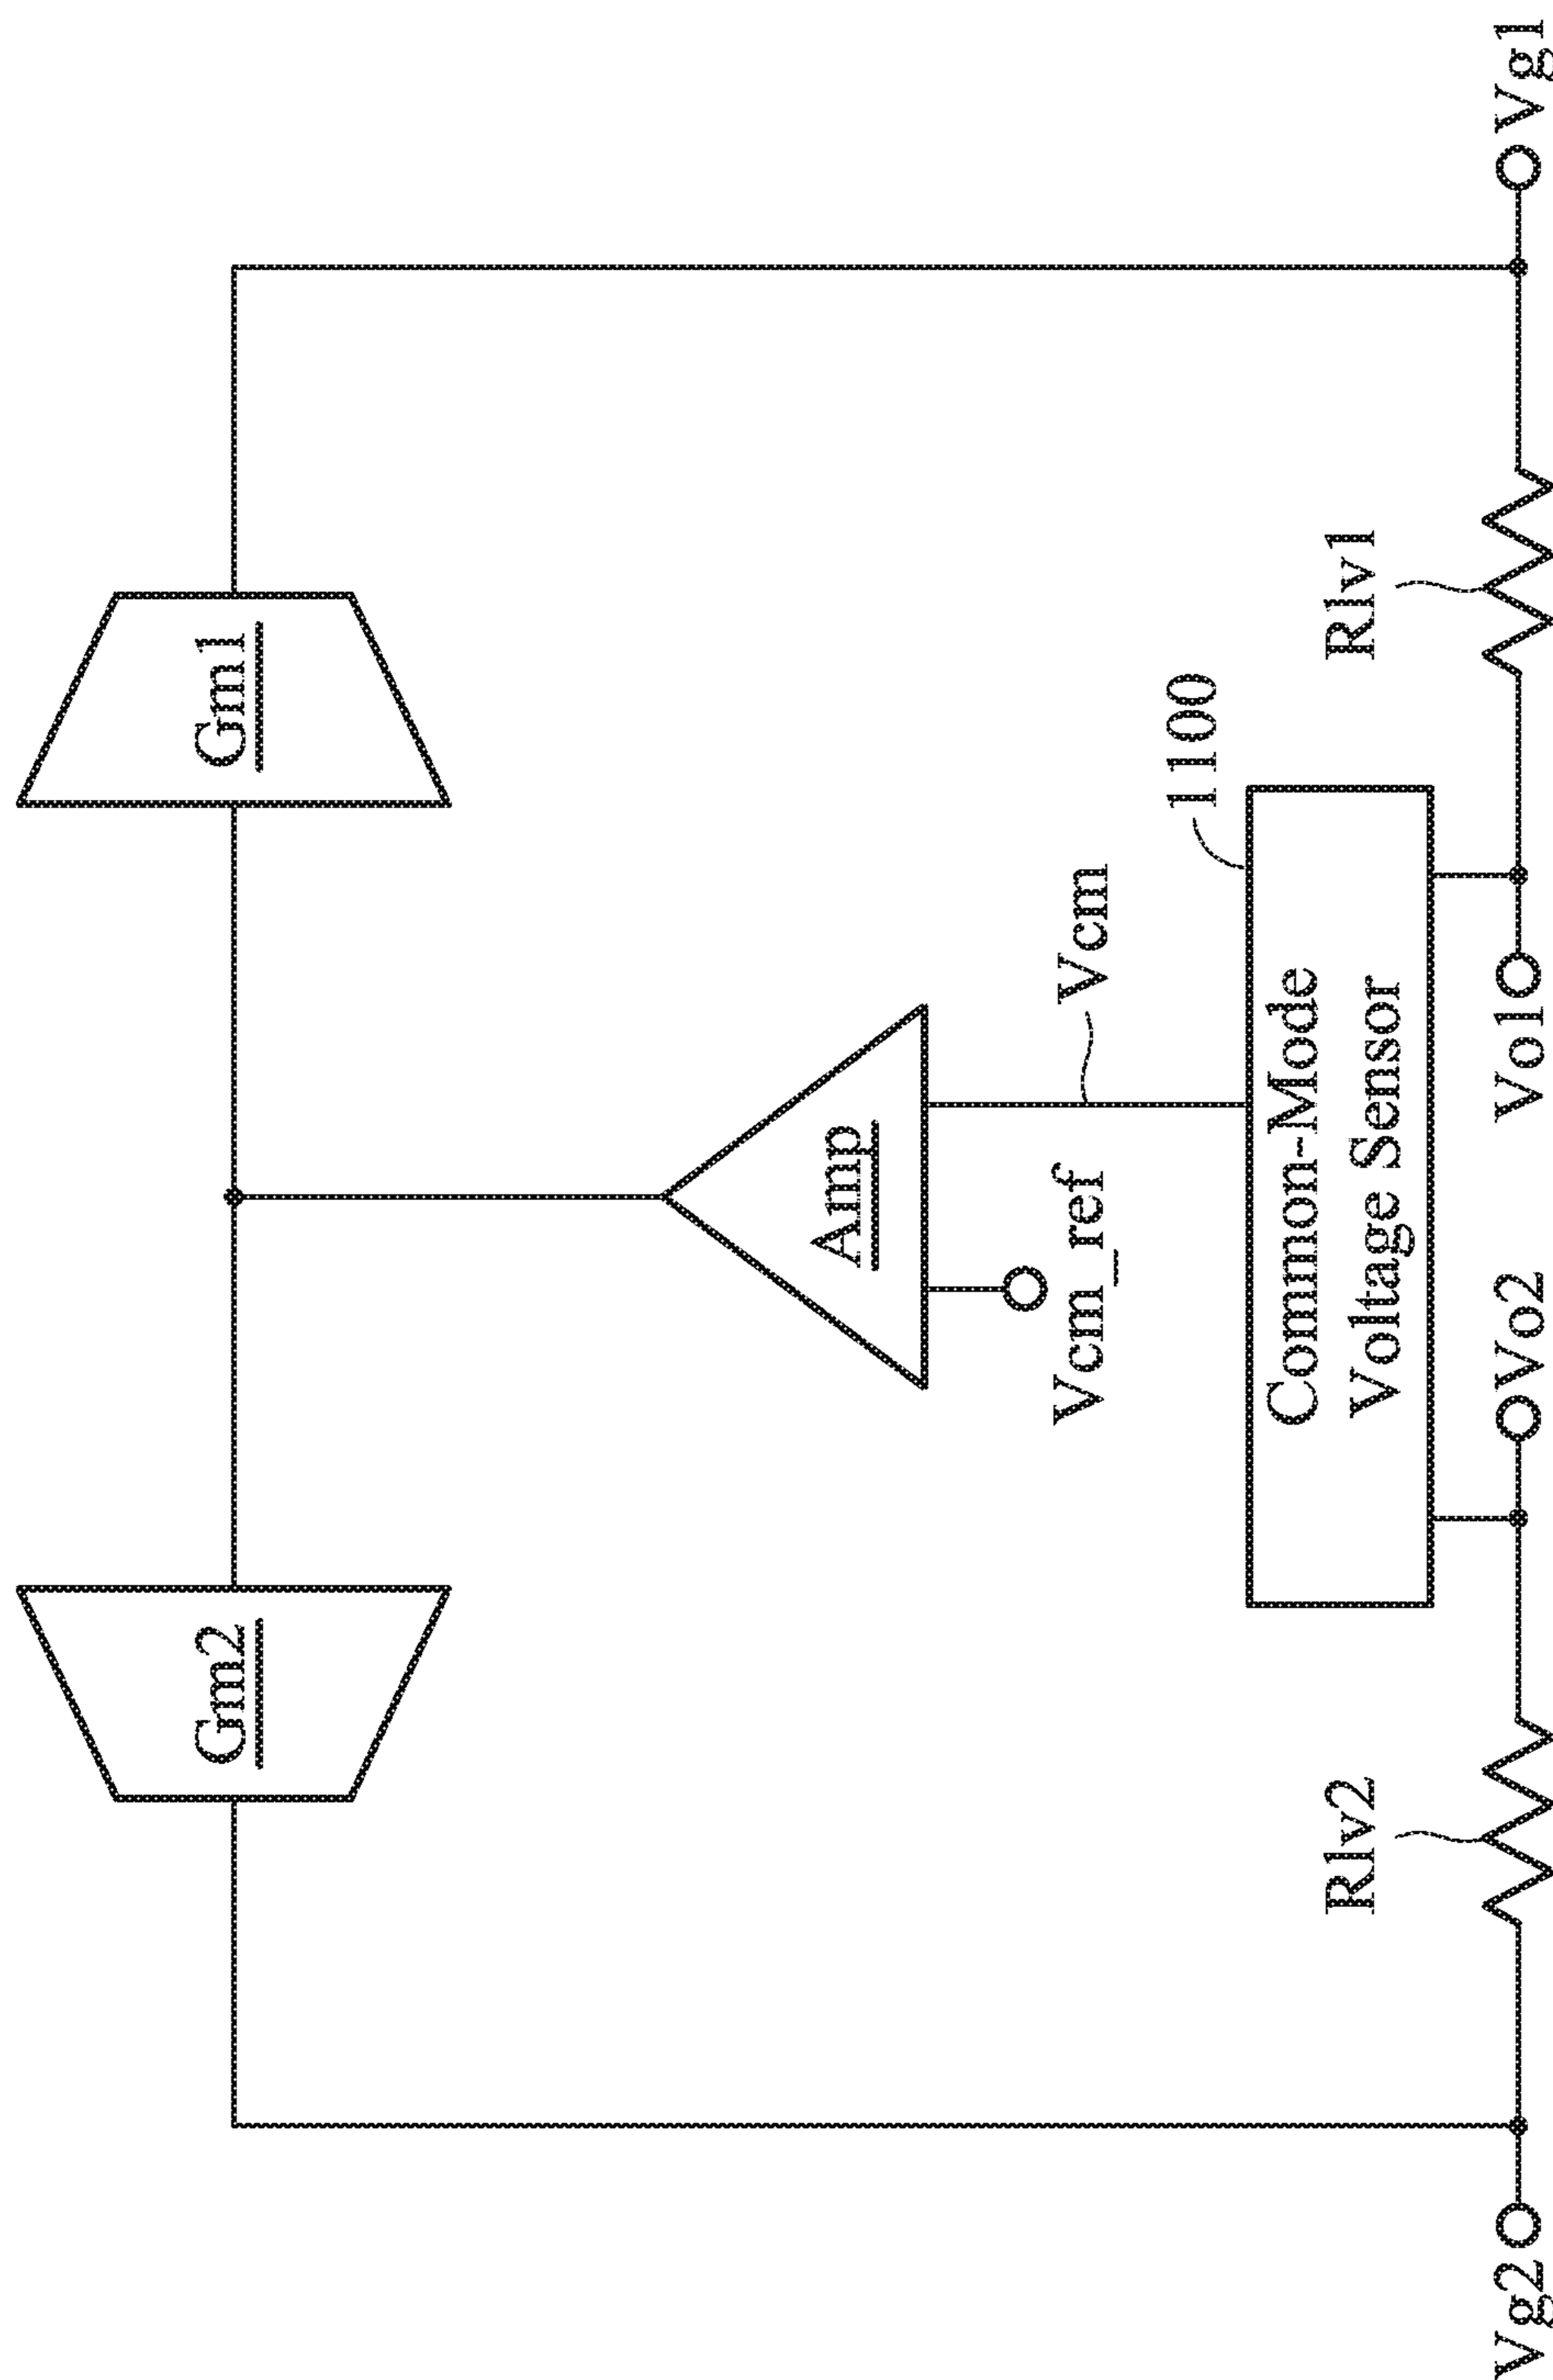 Gm2
Gm1
Amp
Vcm_ref
Vcm
1100
Common-Mode
Voltage Sensor
Rlv2
Rlv1
Vg2
Vo2
Vo1
Vg1